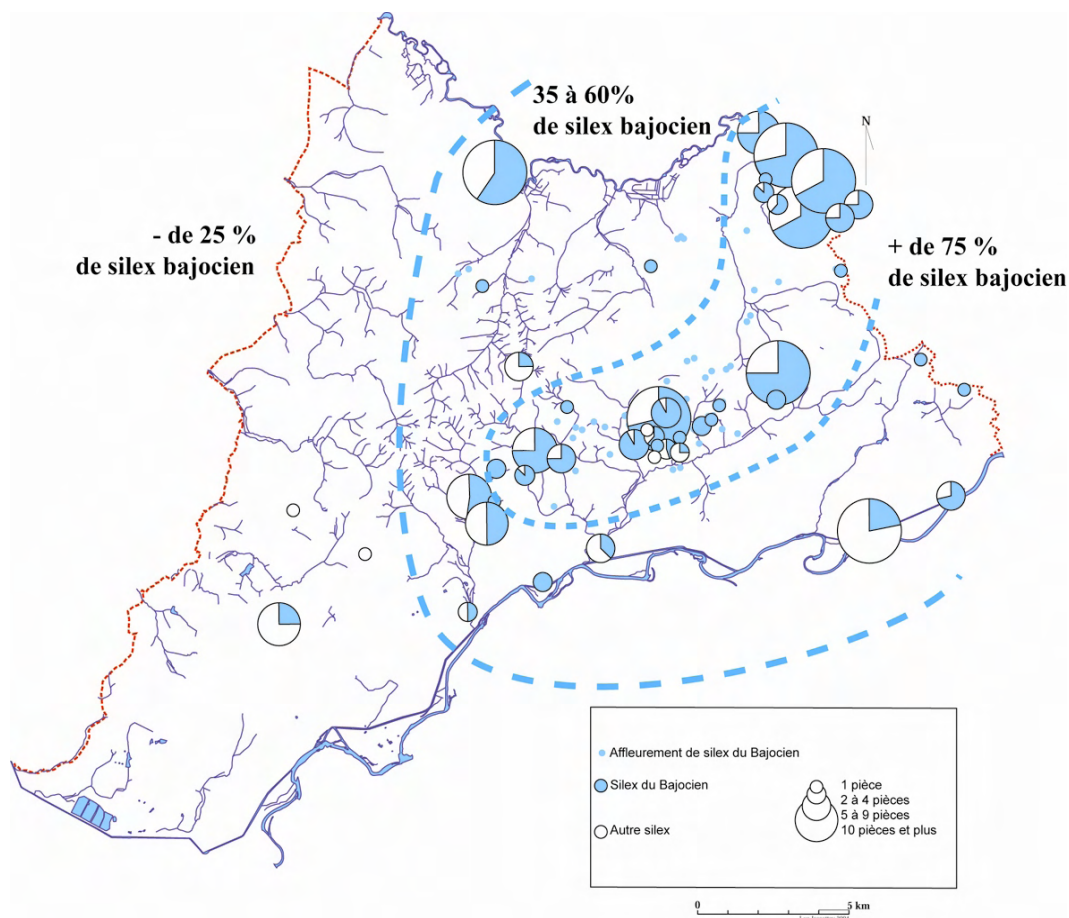 35 à 60%
de silex bajocien
N
- de 25 %
de silex bajocien
+ de 75 %
de silex bajocien
Affleurement de silex du Bajocien
Silex du Bajocien
Autre silex
1 pièce
2 à 4 pièces
5 à 9 pièces
10 pièces et plus
0
5 km